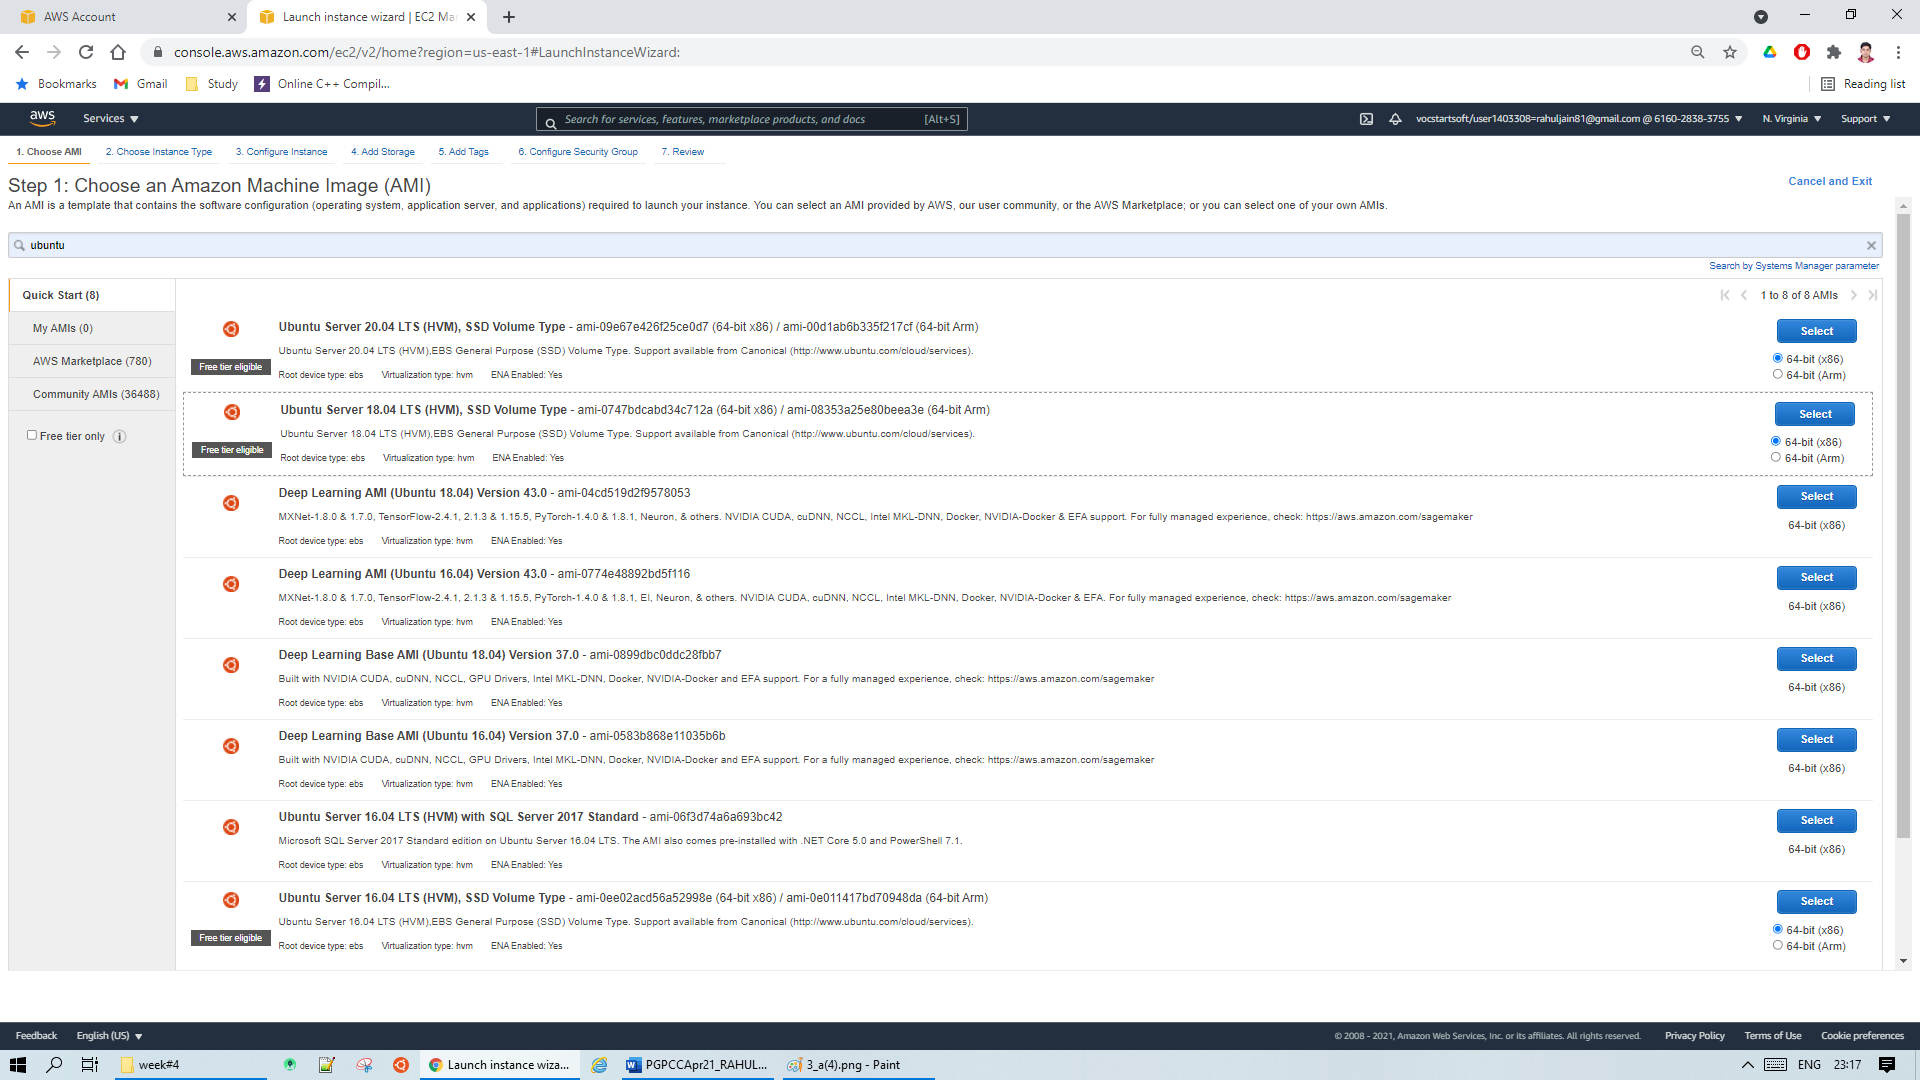 AWS Account
Launch instance wizard | EC2 Ma
console.aws.amazon.com/ec2/v2/home?region=us-east-1#LaunchInstanceWizard:
Bookmarks Gmail Study Online C++ Compil... Reading list
aws Services Search for services, features, marketplace products, and docs [Alt+S] vocstartsoft/user1403308=rahuljain81@gmail.com @ 6160-2838-3755 N. Virginia Support
1. Choose AMI 2. Choose Instance Type 3. Configure Instance 4. Add Storage 5. Add Tags 6. Configure Security Group 7. Review
Step 1: Choose an Amazon Machine Image (AMI) Cancel and Exit
An AMI is a template that contains the software configuration (operating system, application server, and applications) required to launch your instance. You can select an AMI provided by AWS, our user community, or the AWS Marketplace; or you can select one of your own AMIs.
ubuntu
Search by Systems Manager parameter
Quick Start (8)
My AMIs (0)
AWS Marketplace (780)
Community AMIs (36488)
Free tier only
1 to 8 of 8 AMIs
Ubuntu Server 20.04 LTS (HVM), SSD Volume Type - ami-09e67e426f25ce0d7 (64-bit x86) / ami-00d1ab6b335f217cf (64-bit Arm)
Select
Ubuntu Server 20.04 LTS (HVM),EBS General Purpose (SSD) Volume Type. Support available from Canonical (http://www.ubuntu.com/cloud/services).
64-bit (x86)
Free tier eligible
Root device type: ebs Virtualization type: hvm ENA Enabled: Yes
64-bit (Arm)
Ubuntu Server 18.04 LTS (HVM), SSD Volume Type - ami-0747bdcabd34c712a (64-bit x86) / ami-08353a25e80beea3e (64-bit Arm)
Select
Ubuntu Server 18.04 LTS (HVM),EBS General Purpose (SSD) Volume Type. Support available from Canonical (http://www.ubuntu.com/cloud/services).
64-bit (x86)
Free tier eligible
Root device type: ebs Virtualization type: hvm ENA Enabled: Yes
64-bit (Arm)
Deep Learning AMI (Ubuntu 18.04) Version 43.0 - ami-04cd519d2f9578053
Select
MXNet-1.8.0 & 1.7.0, TensorFlow-2.4.1, 2.1.3 & 1.15.5, PyTorch-1.4.0 & 1.8.1, Neuron, & others. NVIDIA CUDA, cuDNN, NCCL, Intel MKL-DNN, Docker, NVIDIA-Docker & EFA support. For fully managed experience, check: https://aws.amazon.com/sagemaker
64-bit (x86)
Root device type: ebs Virtualization type: hvm ENA Enabled: Yes
Deep Learning AMI (Ubuntu 16.04) Version 43.0 - ami-0774e48892bd5f116
Select
MXNet-1.8.0 & 1.7.0, TensorFlow-2.4.1, 2.1.3 & 1.15.5, PyTorch-1.4.0 & 1.8.1, EI, Neuron, & others. NVIDIA CUDA, cuDNN, NCCL, Intel MKL-DNN, Docker, NVIDIA-Docker & EFA. For fully managed experience, check: https://aws.amazon.com/sagemaker
64-bit (x86)
Root device type: ebs Virtualization type: hvm ENA Enabled: Yes
Deep Learning Base AMI (Ubuntu 18.04) Version 37.0 - ami-0899dbc0ddc28fbb7
Select
Built with NVIDIA CUDA, cuDNN, NCCL, GPU Drivers, Intel MKL-DNN, Docker, NVIDIA-Docker and EFA support. For a fully managed experience, check: https://aws.amazon.com/sagemaker
64-bit (x86)
Root device type: ebs Virtualization type: hvm ENA Enabled: Yes
Deep Learning Base AMI (Ubuntu 16.04) Version 37.0 - ami-0583b868e11035b6b
Select
Built with NVIDIA CUDA, cuDNN, NCCL, GPU Drivers, Intel MKL-DNN, Docker, NVIDIA-Docker and EFA support. For a fully managed experience, check: https://aws.amazon.com/sagemaker
64-bit (x86)
Root device type: ebs Virtualization type: hvm ENA Enabled: Yes
Ubuntu Server 16.04 LTS (HVM) with SQL Server 2017 Standard - ami-06f3d74a6a693bc42
Select
Microsoft SQL Server 2017 Standard edition on Ubuntu Server 16.04 LTS. The AMI also comes pre-installed with .NET Core 5.0 and PowerShell 7.1.
64-bit (x86)
Root device type: ebs Virtualization type: hvm ENA Enabled: Yes
Ubuntu Server 16.04 LTS (HVM), SSD Volume Type - ami-0ee02acd56a52998e (64-bit x86) / ami-0e011417bd70948da (64-bit Arm)
Select
Ubuntu Server 16.04 LTS (HVM),EBS General Purpose (SSD) Volume Type. Support available from Canonical (http://www.ubuntu.com/cloud/services).
64-bit (x86)
Free tier eligible
Root device type: ebs Virtualization type: hvm ENA Enabled: Yes
64-bit (Arm)
Feedback English (US) © 2008 - 2021, Amazon Web Services, Inc. or its affiliates. All rights reserved. Privacy Policy Terms of Use Cookie preferences
week#4 Launch instance wiza... PGPCCApr21_RAHUL... 3_a(4).png - Paint ENG 23:17